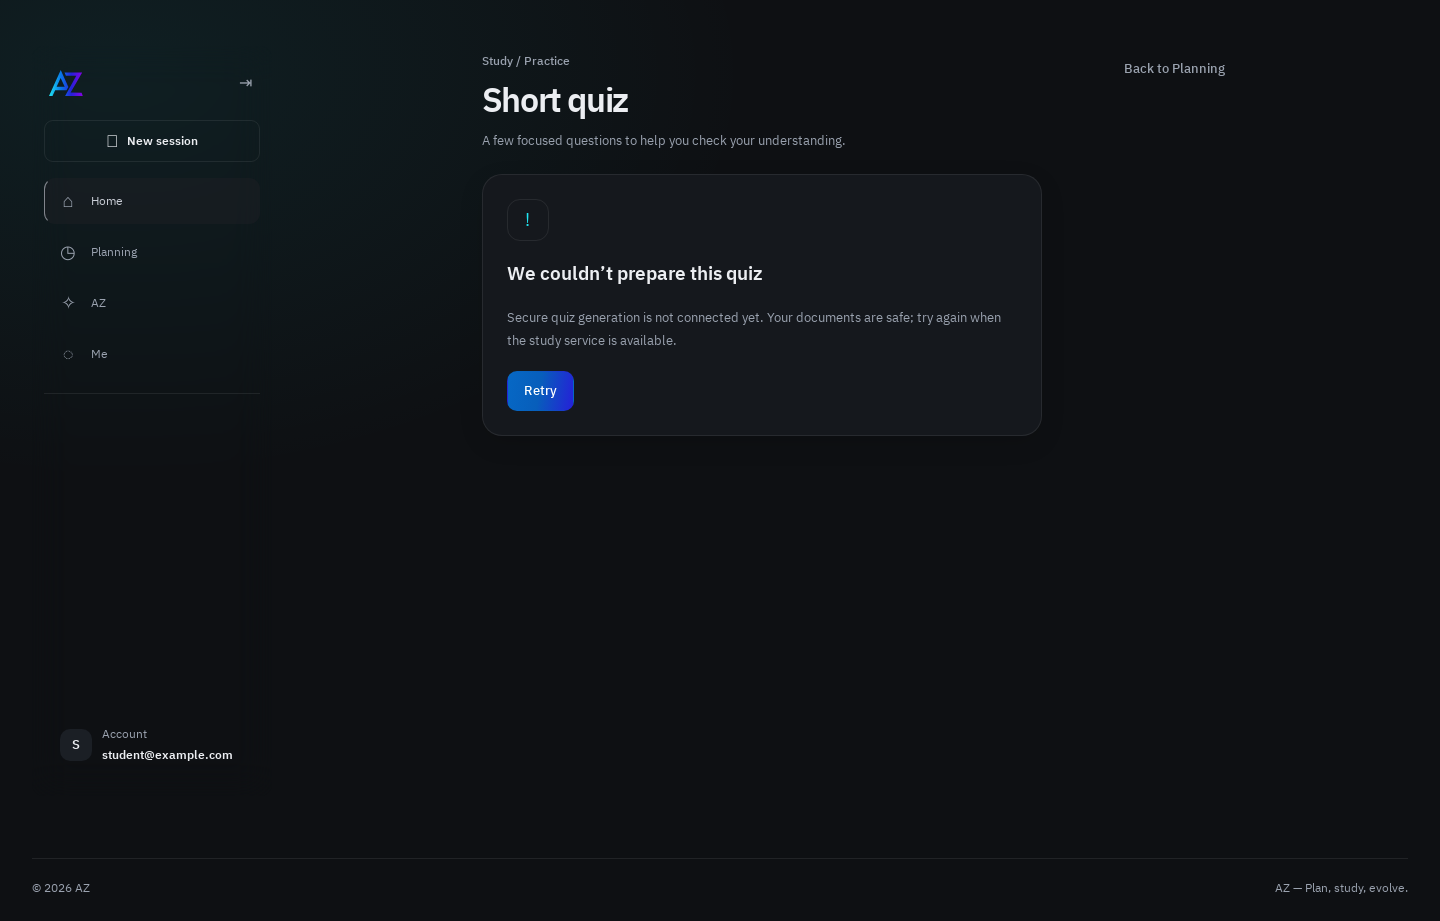 AZ
New session
Home
Planning
AZ
Me
Account
S
student@example.com
Study / Practice
Short quiz
A few focused questions to help you check your understanding.
Back to Planning
!
We couldn’t prepare this quiz
Secure quiz generation is not connected yet. Your documents are safe; try again when
the study service is available.
Retry
© 2026 AZ
AZ — Plan, study, evolve.